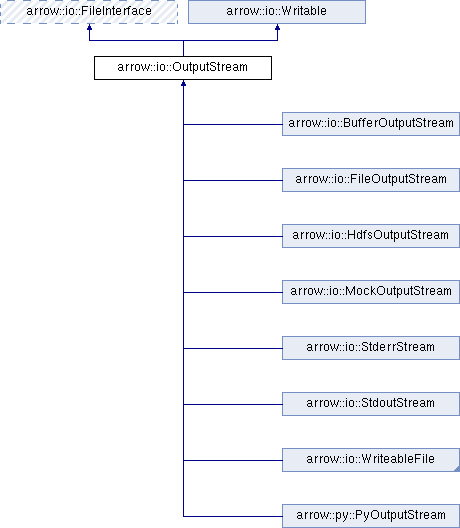 arrow::io::FileInterface
arrow::io::Writable
arrow::io::OutputStream
arrow::io::BufferOutputStream
arrow::io::FileOutputStream
arrow::io::HdfsOutputStream
arrow::io::MockOutputStream
arrow::io::StderrStream
arrow::io::StdoutStream
arrow::io::WriteableFile
arrow::py::PyOutputStream